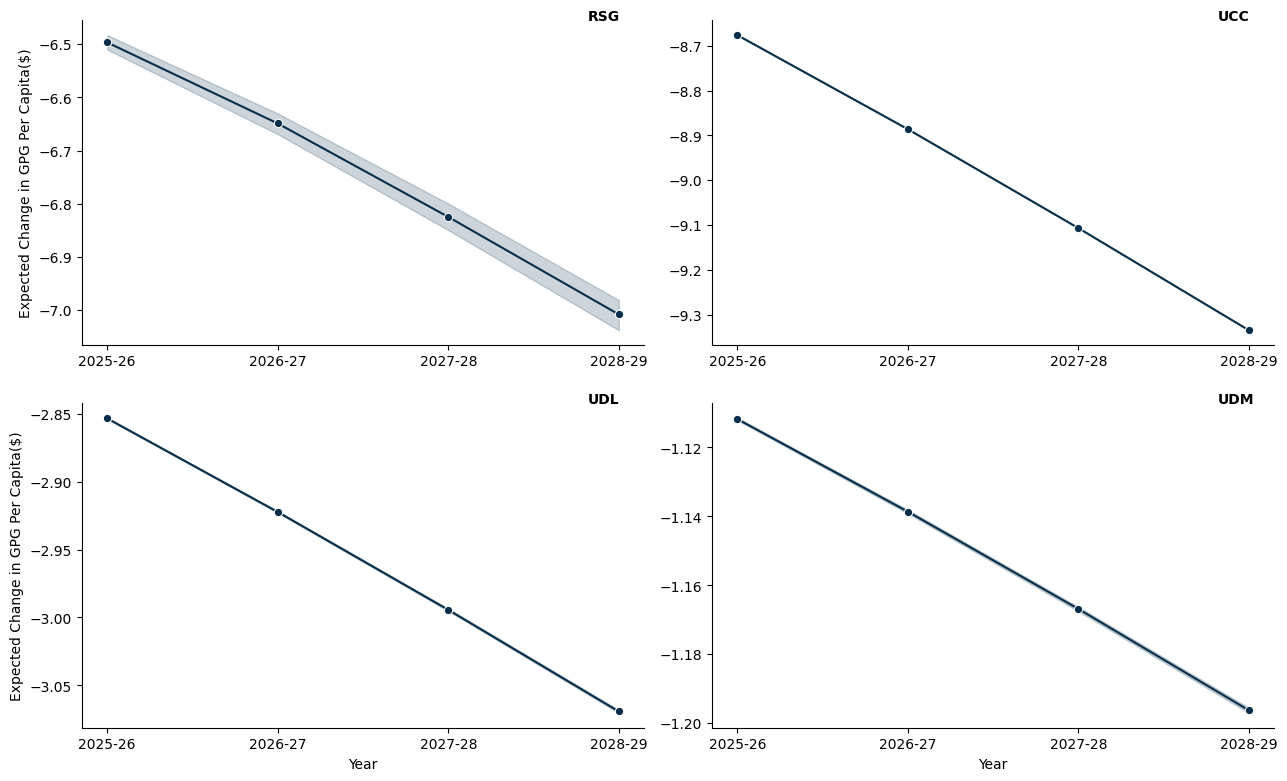 RSG
Expected Change in GPG Per Capita($)
−6.5
−6.6
−6.7
−6.8
−6.9
−7.0
2025-26 2026-27 2027-28 2028-29
UCC
−8.7
−8.8
−8.9
−9.0
−9.1
−9.2
−9.3
2025-26 2026-27 2027-28 2028-29
UDL
Expected Change in GPG Per Capita($)
−2.85
−2.90
−2.95
−3.00
−3.05
2025-26 2026-27 2027-28 2028-29
Year
UDM
−1.12
−1.14
−1.16
−1.18
−1.20
2025-26 2026-27 2027-28 2028-29
Year